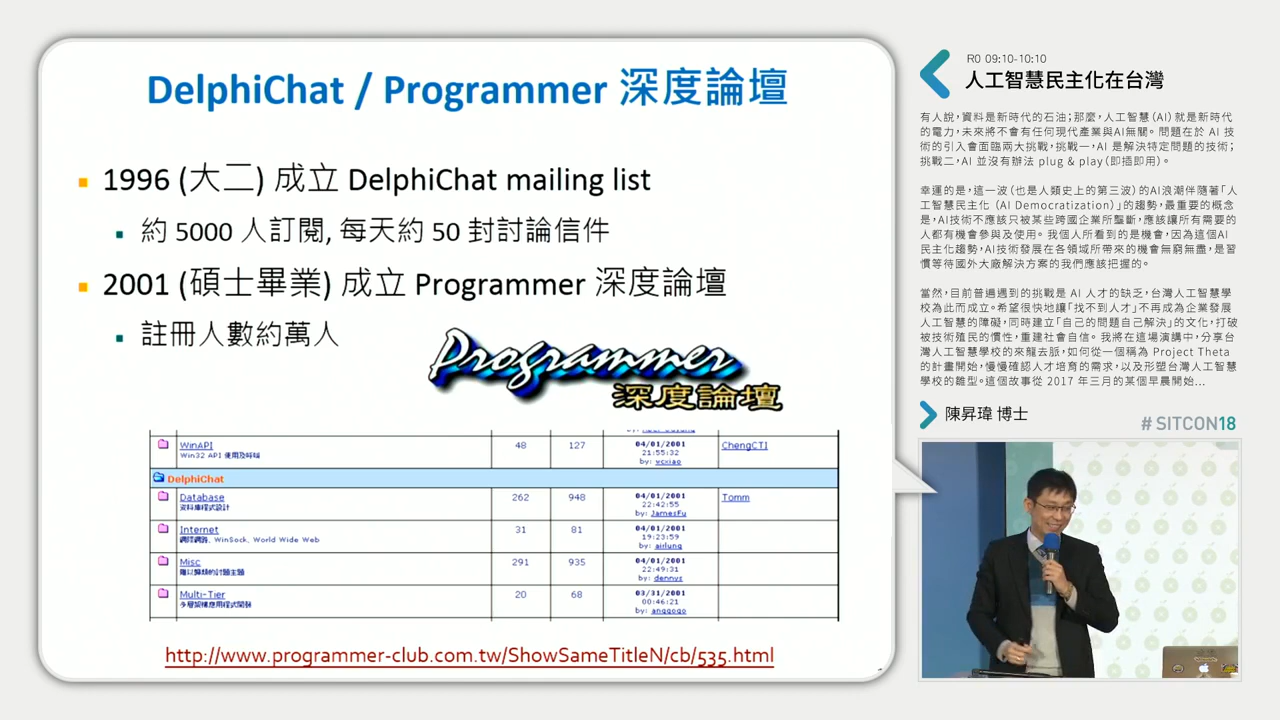 DelphiChat / Programmer 深度論壇
1996 (大二) 成立 DelphiChat mailing list
約 5000 人訂閱, 每天約 50 封討論信件
2001 (碩士畢業) 成立 Programmer 深度論壇
註冊人數約萬人
Programmer
深度論壇
WinAPI 48 127 04/01/2001 ChengCTI
21:55:32
by: vcxiao
DelphiChat
Database 262 948 04/01/2001 Tomm
資料庫程式設計 22:42:55
by: JamesFu
Internet 31 81 04/01/2001
網際網路, WinSock, World Wide Web 19:23:59
by: airlung
Misc 291 935 04/01/2001
難以歸類的討論主題 22:49:31
by: dennys
Multi-Tier 20 68 03/31/2001
多層架構應用程式開發 00:46:21
by: anggogo
http://www.programmer-club.com.tw/ShowSameTitleN/cb/535.html
R0 09:10-10:10
人工智慧民主化在台灣
有人說，資料是新時代的石油；那麼，人工智慧 (AI) 就是新時代
的電力，未來將不會有任何現代產業與AI無關。問題在於 AI 技
術的引入會面臨兩大挑戰，挑戰一，AI 是解決特定問題的技術；
挑戰二，AI 並沒有辦法 plug & play (即插即用)。
幸運的是，這一波（也是人類史上的第三波）的AI浪潮伴隨著「人
工智慧民主化 (AI Democratization)」的趨勢，最重要的概念
是，AI技術不應該只被某些跨國企業所壟斷，應該讓所有需要的
人都有機會參與及使用。 我個人所看到的是機會，因為這個AI
民主化趨勢，AI技術發展在各領域所帶來的機會無窮無盡，是習
慣等待國外大廠解決方案的我們應該把握的。
當然，目前普遍遇到的挑戰是 AI 人才的缺乏，台灣人工智慧學
校為此而成立。希望很快地讓「找不到人才」不再成為企業發展
人工智慧的障礙，同時建立「自己的問題自己解決」的文化，打破
被技術殖民的慣性，重建社會自信。 我將在這場演講中，分享台
灣人工智慧學校的來龍去脈，如何從一個稱為 Project Theta
的計畫開始，慢慢確認人才培育的需求，以及形塑台灣人工智慧
學校的雛型。這個故事從 2017 年三月的某個早晨開始...
陳昇瑋 博士
# SITCON18